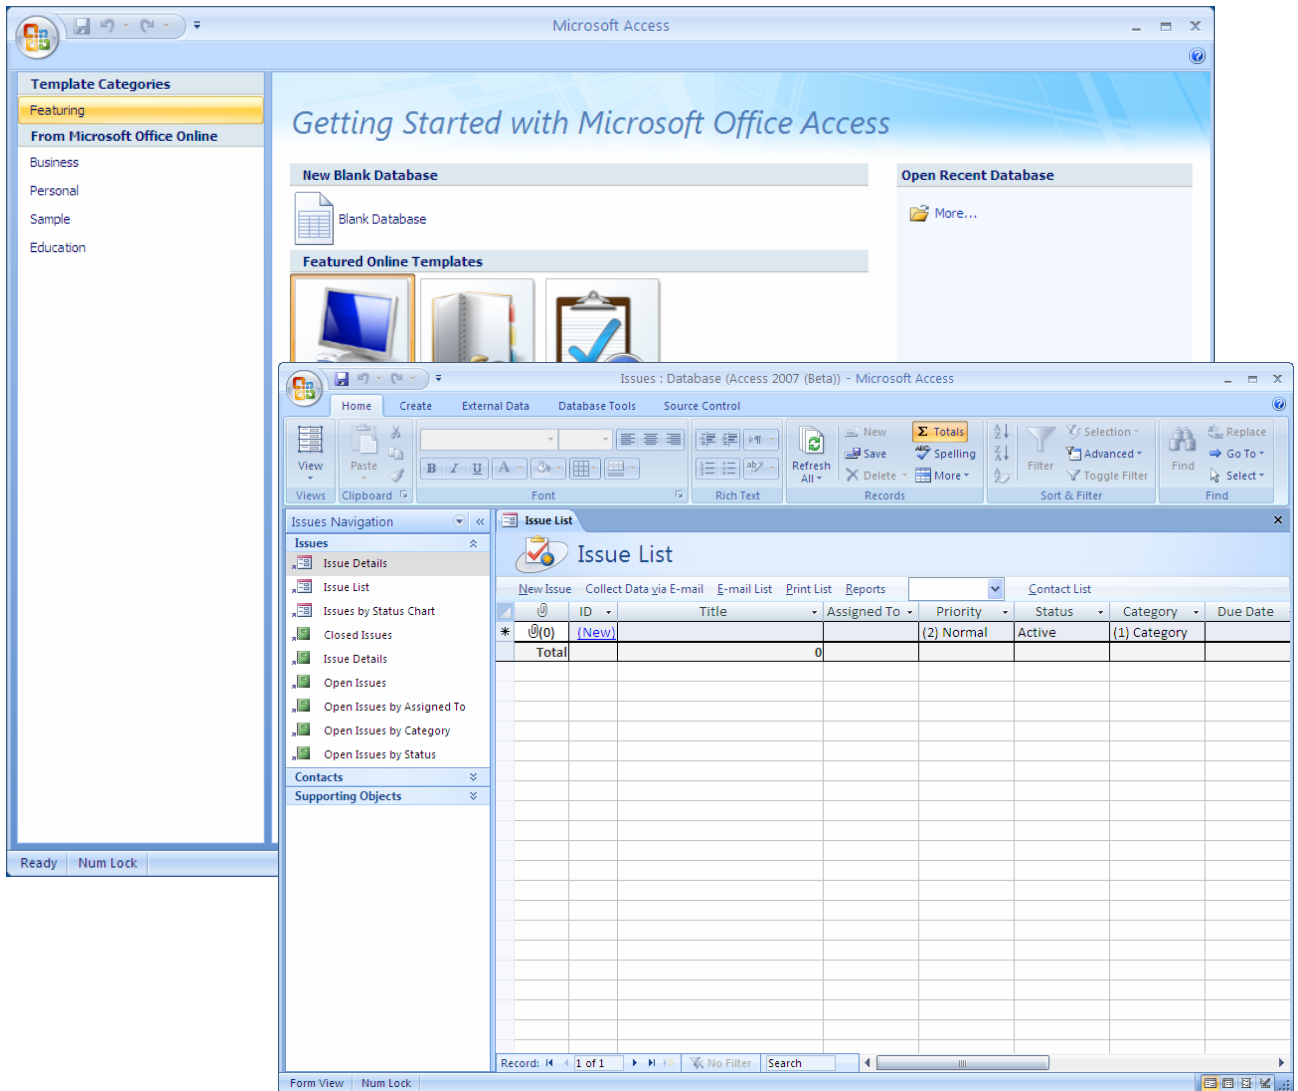 Microsoft Access
Template Categories
Featuring
From Microsoft Office Online
Business
Personal
Sample
Education
Getting Started with Microsoft Office Access
New Blank Database
Blank Database
Featured Online Templates
Open Recent Database
More...
Ready Num Lock
Issues : Database (Access 2007 (Beta)) - Microsoft Access
Home Create External Data Database Tools Source Control
View
Views
Paste
Clipboard
B I U A
Font
ab
Rich Text
Refresh
All
New
Save
Delete
Σ Totals
ABC Spelling
More
Records
A Z
Z A
Filter
Selection
Advanced
Toggle Filter
Sort & Filter
Find
Replace
Go To
Select
Find
Issues Navigation «
Issues
Issue Details
Issue List
Issues by Status Chart
Closed Issues
Issue Details
Open Issues
Open Issues by Assigned To
Open Issues by Category
Open Issues by Status
Contacts
Supporting Objects
Issue List
Issue List
New Issue Collect Data via E-mail E-mail List Print List Reports Contact List
ID Title Assigned To Priority Status Category Due Date
* (0) (New) (2) Normal Active (1) Category
Total 0
Record: 1 of 1 No Filter Search
Form View Num Lock